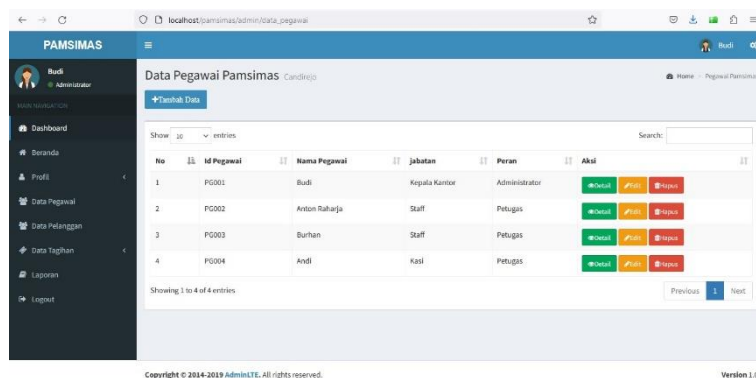 localhost/pamsimas/admin/data_pegawai
PAMSIMAS
Budi
Budi
Administrator
MAIN NAVIGATION
Dashboard
Beranda
Profil
Data Pegawai
Data Pelanggan
Data Tagihan
Laporan
Logout
Data Pegawai Pamsimas Candirejo
Home Pegawai Pamsima
+Tambah Data
Show 10 entries
Search:
No Id Pegawai Nama Pegawai jabatan Peran Aksi
1 PG001 Budi Kepala Kantor Administrator Detail Edit Hapus
2 PG002 Anton Raharja Staff Petugas Detail Edit Hapus
3 PG003 Burhan Staff Petugas Detail Edit Hapus
4 PG004 Andi Kasi Petugas Detail Edit Hapus
Showing 1 to 4 of 4 entries
Previous 1 Next
Copyright © 2014-2019 AdminLTE. All rights reserved.
Version 1.0